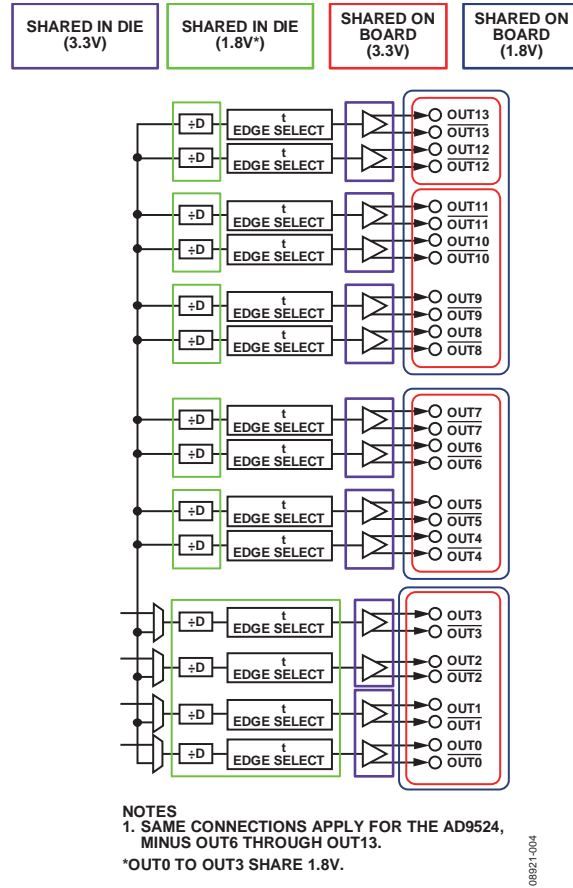 SHARED IN DIE
(3.3V)
SHARED IN DIE
(1.8V*)
SHARED ON
BOARD
(3.3V)
SHARED ON
BOARD
(1.8V)
÷D
t
EDGE SELECT
OUT13
OUT13
÷D
t
EDGE SELECT
OUT12
OUT12
÷D
t
EDGE SELECT
OUT11
OUT11
÷D
t
EDGE SELECT
OUT10
OUT10
÷D
t
EDGE SELECT
OUT9
OUT9
÷D
t
EDGE SELECT
OUT8
OUT8
÷D
t
EDGE SELECT
OUT7
OUT7
÷D
t
EDGE SELECT
OUT6
OUT6
÷D
t
EDGE SELECT
OUT5
OUT5
÷D
t
EDGE SELECT
OUT4
OUT4
÷D
t
EDGE SELECT
OUT3
OUT3
÷D
t
EDGE SELECT
OUT2
OUT2
÷D
t
EDGE SELECT
OUT1
OUT1
÷D
t
EDGE SELECT
OUT0
OUT0
NOTES
1. SAME CONNECTIONS APPLY FOR THE AD9524,
MINUS OUT6 THROUGH OUT13.
*OUT0 TO OUT3 SHARE 1.8V.
08921-004